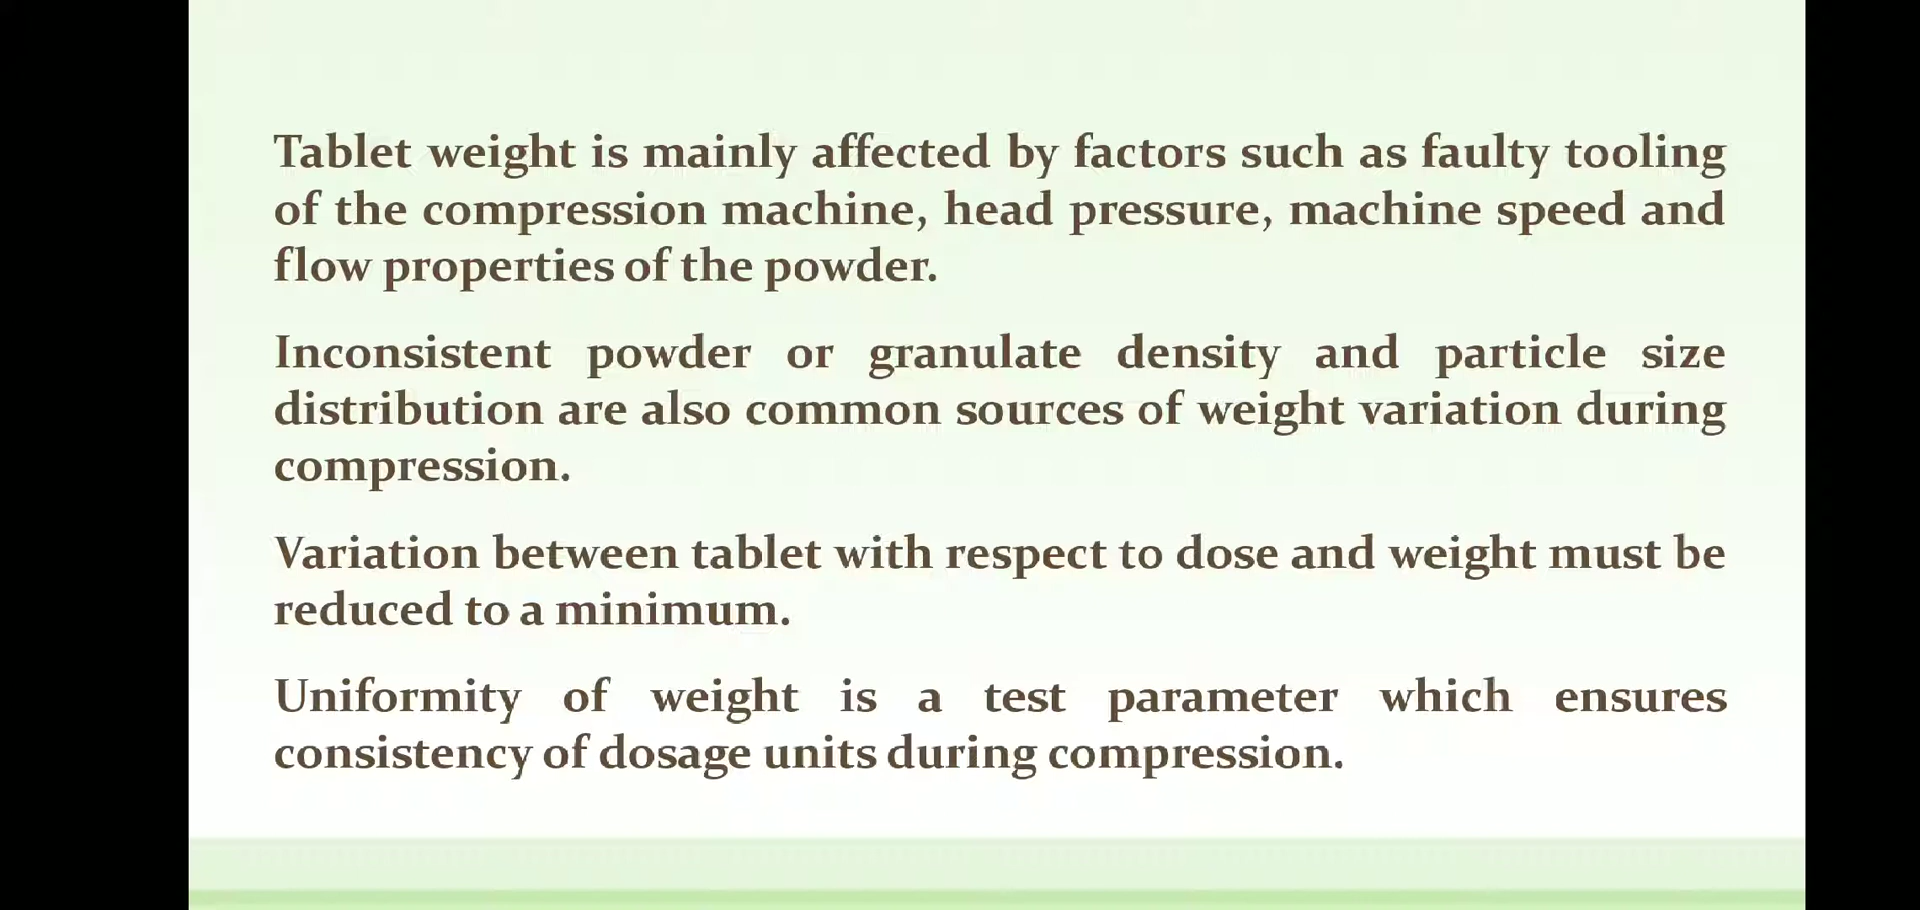 Tablet weight is mainly affected by factors such as faulty tooling
of the compression machine, head pressure, machine speed and
flow properties of the powder.
Inconsistent powder or granulate density and particle size
distribution are also common sources of weight variation during
compression.
Variation between tablet with respect to dose and weight must be
reduced to a minimum.
Uniformity of weight is a test parameter which ensures
consistency of dosage units during compression.